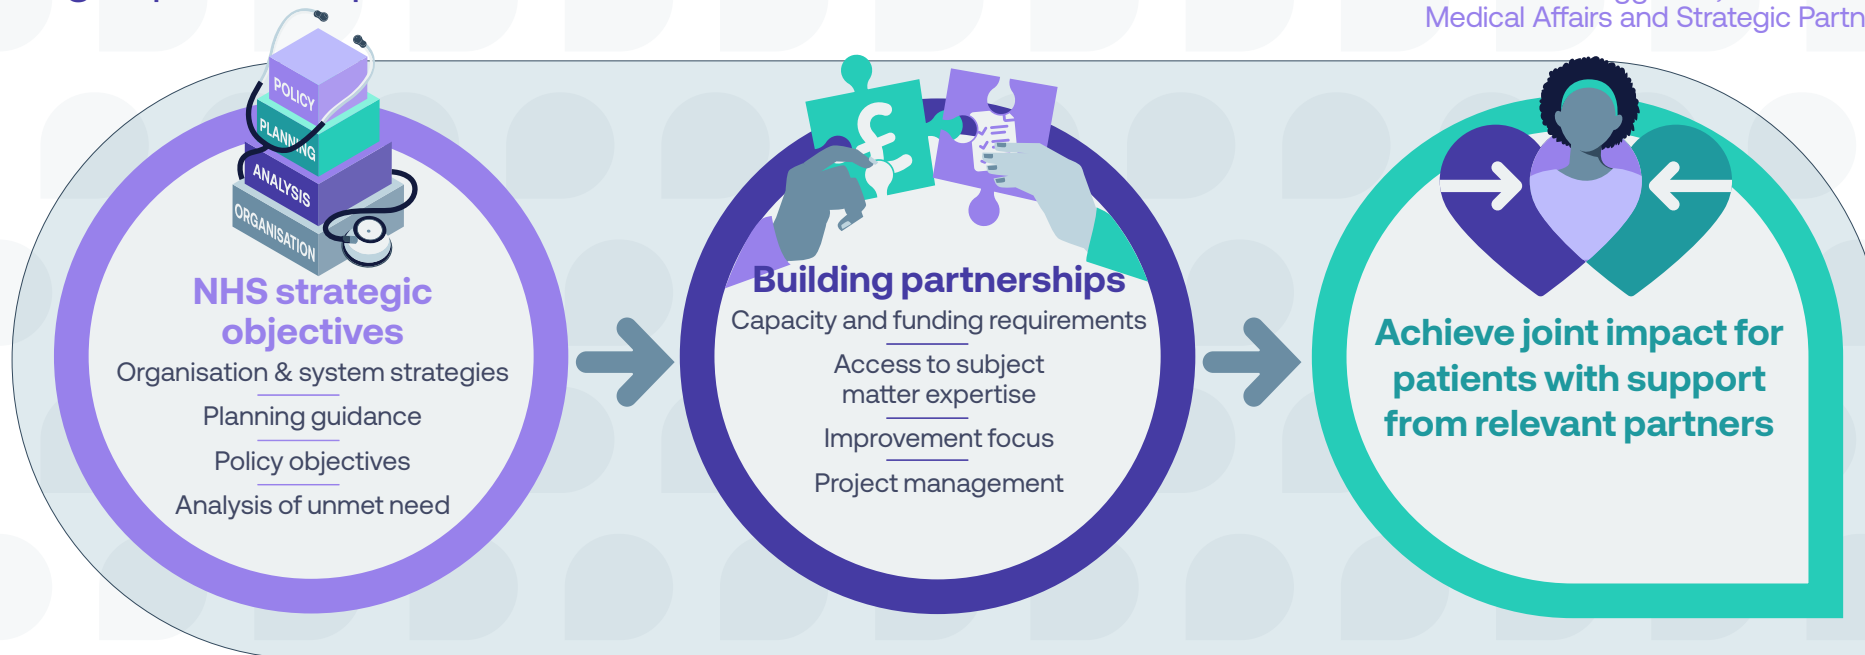 Medical Affairs and Strategic Partn
POLICY
PLANNING
ANALYSIS
ORGANISATION
NHS strategic
objectives
Organisation & system strategies
Planning guidance
Policy objectives
Analysis of unmet need
£
Building partnerships
Capacity and funding requirements
Access to subject
matter expertise
Improvement focus
Project management
Achieve joint impact for
patients with support
from relevant partners